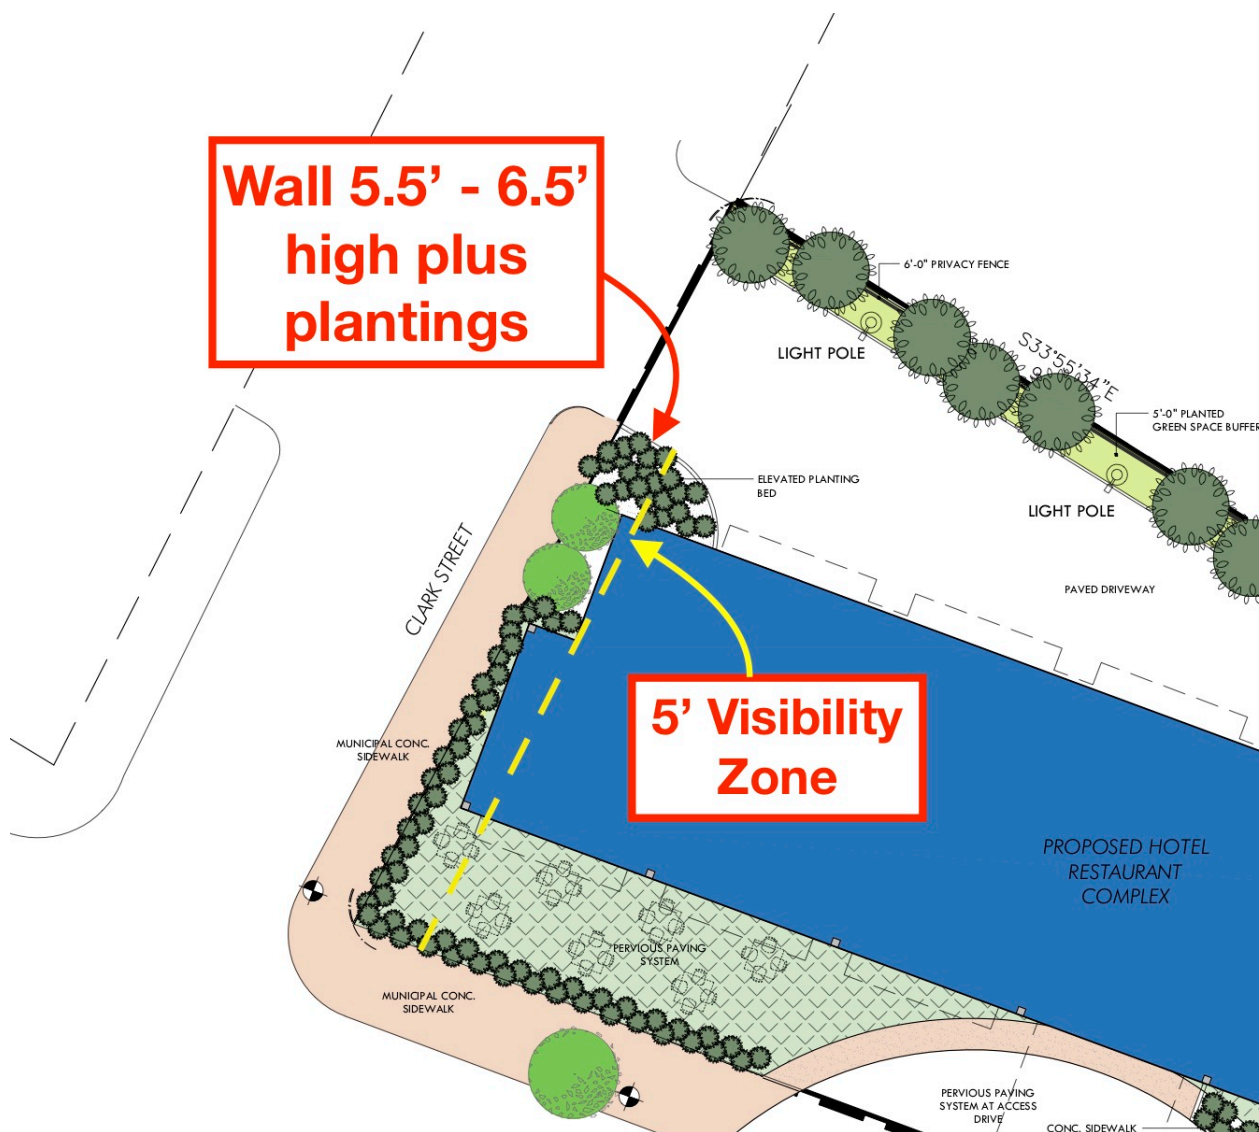 Wall 5.5’ - 6.5’
high plus
plantings
6'-0" PRIVACY FENCE
LIGHT POLE
S33°55'34"E
5'-0" PLANTED
GREEN SPACE BUFFER
LIGHT POLE
ELEVATED PLANTING
BED
CLARK STREET
PAVED DRIVEWAY
5’ Visibility
Zone
MUNICIPAL CONC.
SIDEWALK
PROPOSED HOTEL
RESTAURANT
COMPLEX
PERVIOUS PAVING
SYSTEM
MUNICIPAL CONC.
SIDEWALK
PERVIOUS PAVING
SYSTEM AT ACCESS
DRIVE
CONC. SIDEWALK